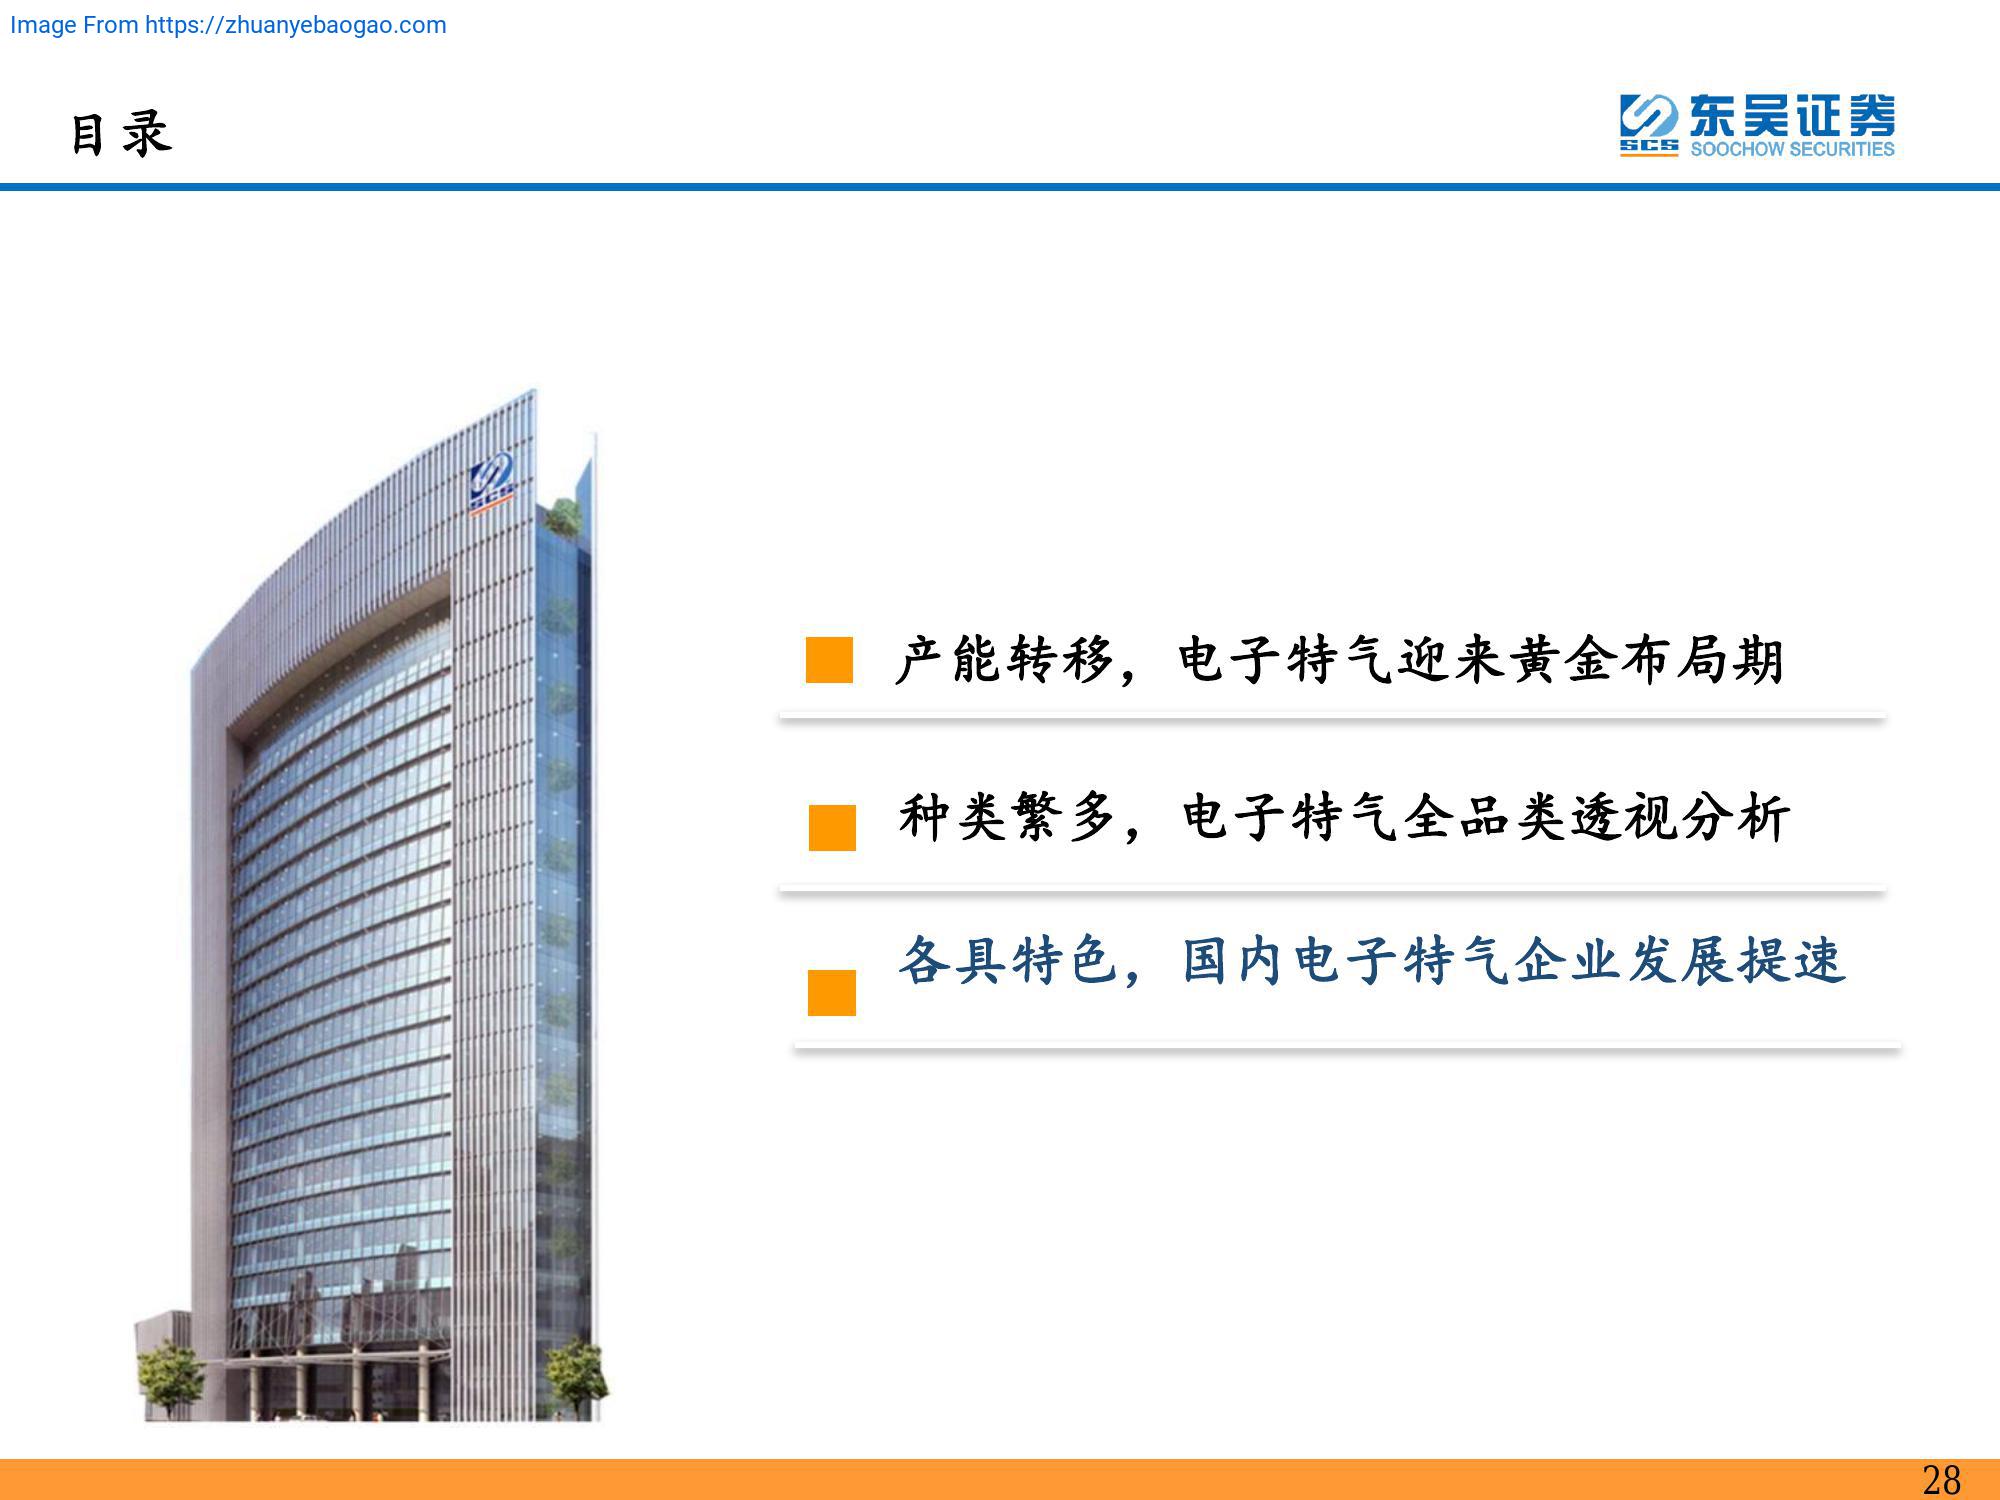 Image From https://zhuanyebaogao.com
目录
东吴证券
SCS
SOOCHOW SECURITIES
SCS
产能转移，电子特气迎来黄金布局期
种类繁多，电子特气全品类透视分析
各具特色，国内电子特气企业发展提速
28